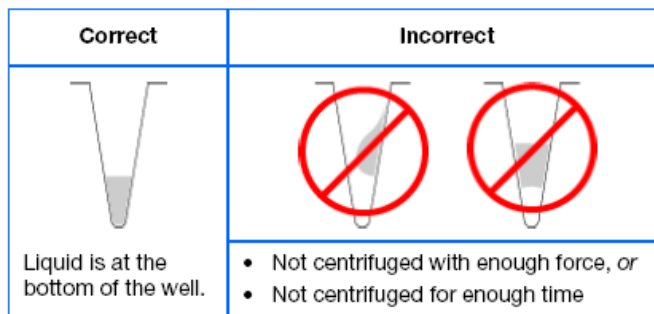 Correct
Incorrect
Liquid is at the
bottom of the well.
• Not centrifuged with enough force, or
• Not centrifuged for enough time